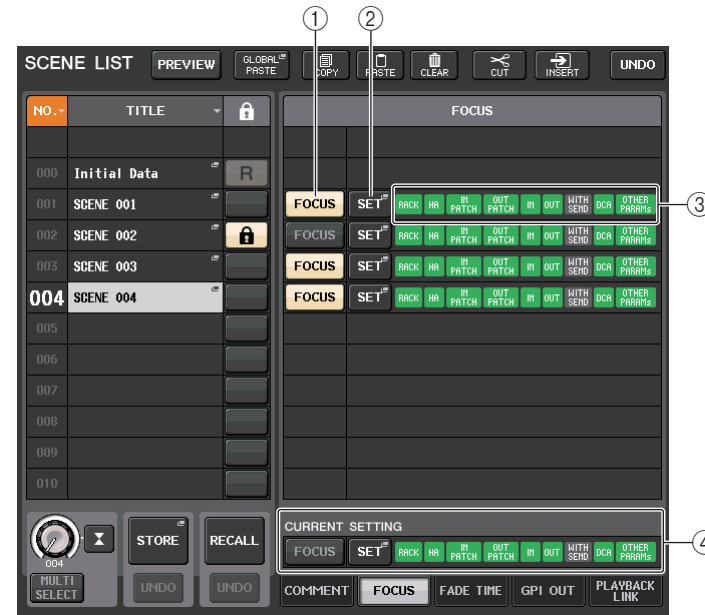 ① ②
SCENE LIST PREVIEW GLOBAL PASTE COPY PASTE CLEAR CUT INSERT UNDO
NO. TITLE FOCUS
000 Initial Data R
001 SCENE 001 FOCUS SET RACK HA IN PATCH OUT PATCH IN OUT WITH SEND DCA OTHER PARAMs ③
002 SCENE 002 FOCUS SET RACK HA IN PATCH OUT PATCH IN OUT WITH SEND DCA OTHER PARAMs
003 SCENE 003 FOCUS SET RACK HA IN PATCH OUT PATCH IN OUT WITH SEND DCA OTHER PARAMs
004 SCENE 004 FOCUS SET RACK HA IN PATCH OUT PATCH IN OUT WITH SEND DCA OTHER PARAMs
005
006
007
008
009
010
CURRENT SETTING
STORE RECALL FOCUS SET RACK HA IN PATCH OUT PATCH IN OUT WITH SEND DCA OTHER PARAMs ④
004
MULTI SELECT UNDO UNDO COMMENT FOCUS FADE TIME GPI OUT PLAYBACK LINK